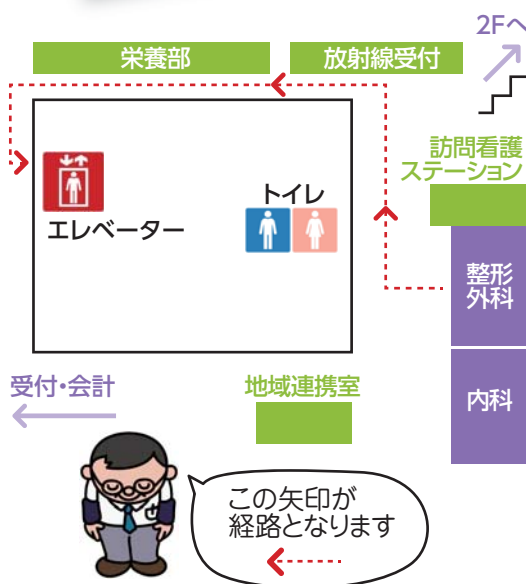 2Fへ
栄養部
放射線受付
訪問看護
ステーション
エレベーター
トイレ
整形
外科
受付・会計
地域連携室
内科
この矢印が
経路となります